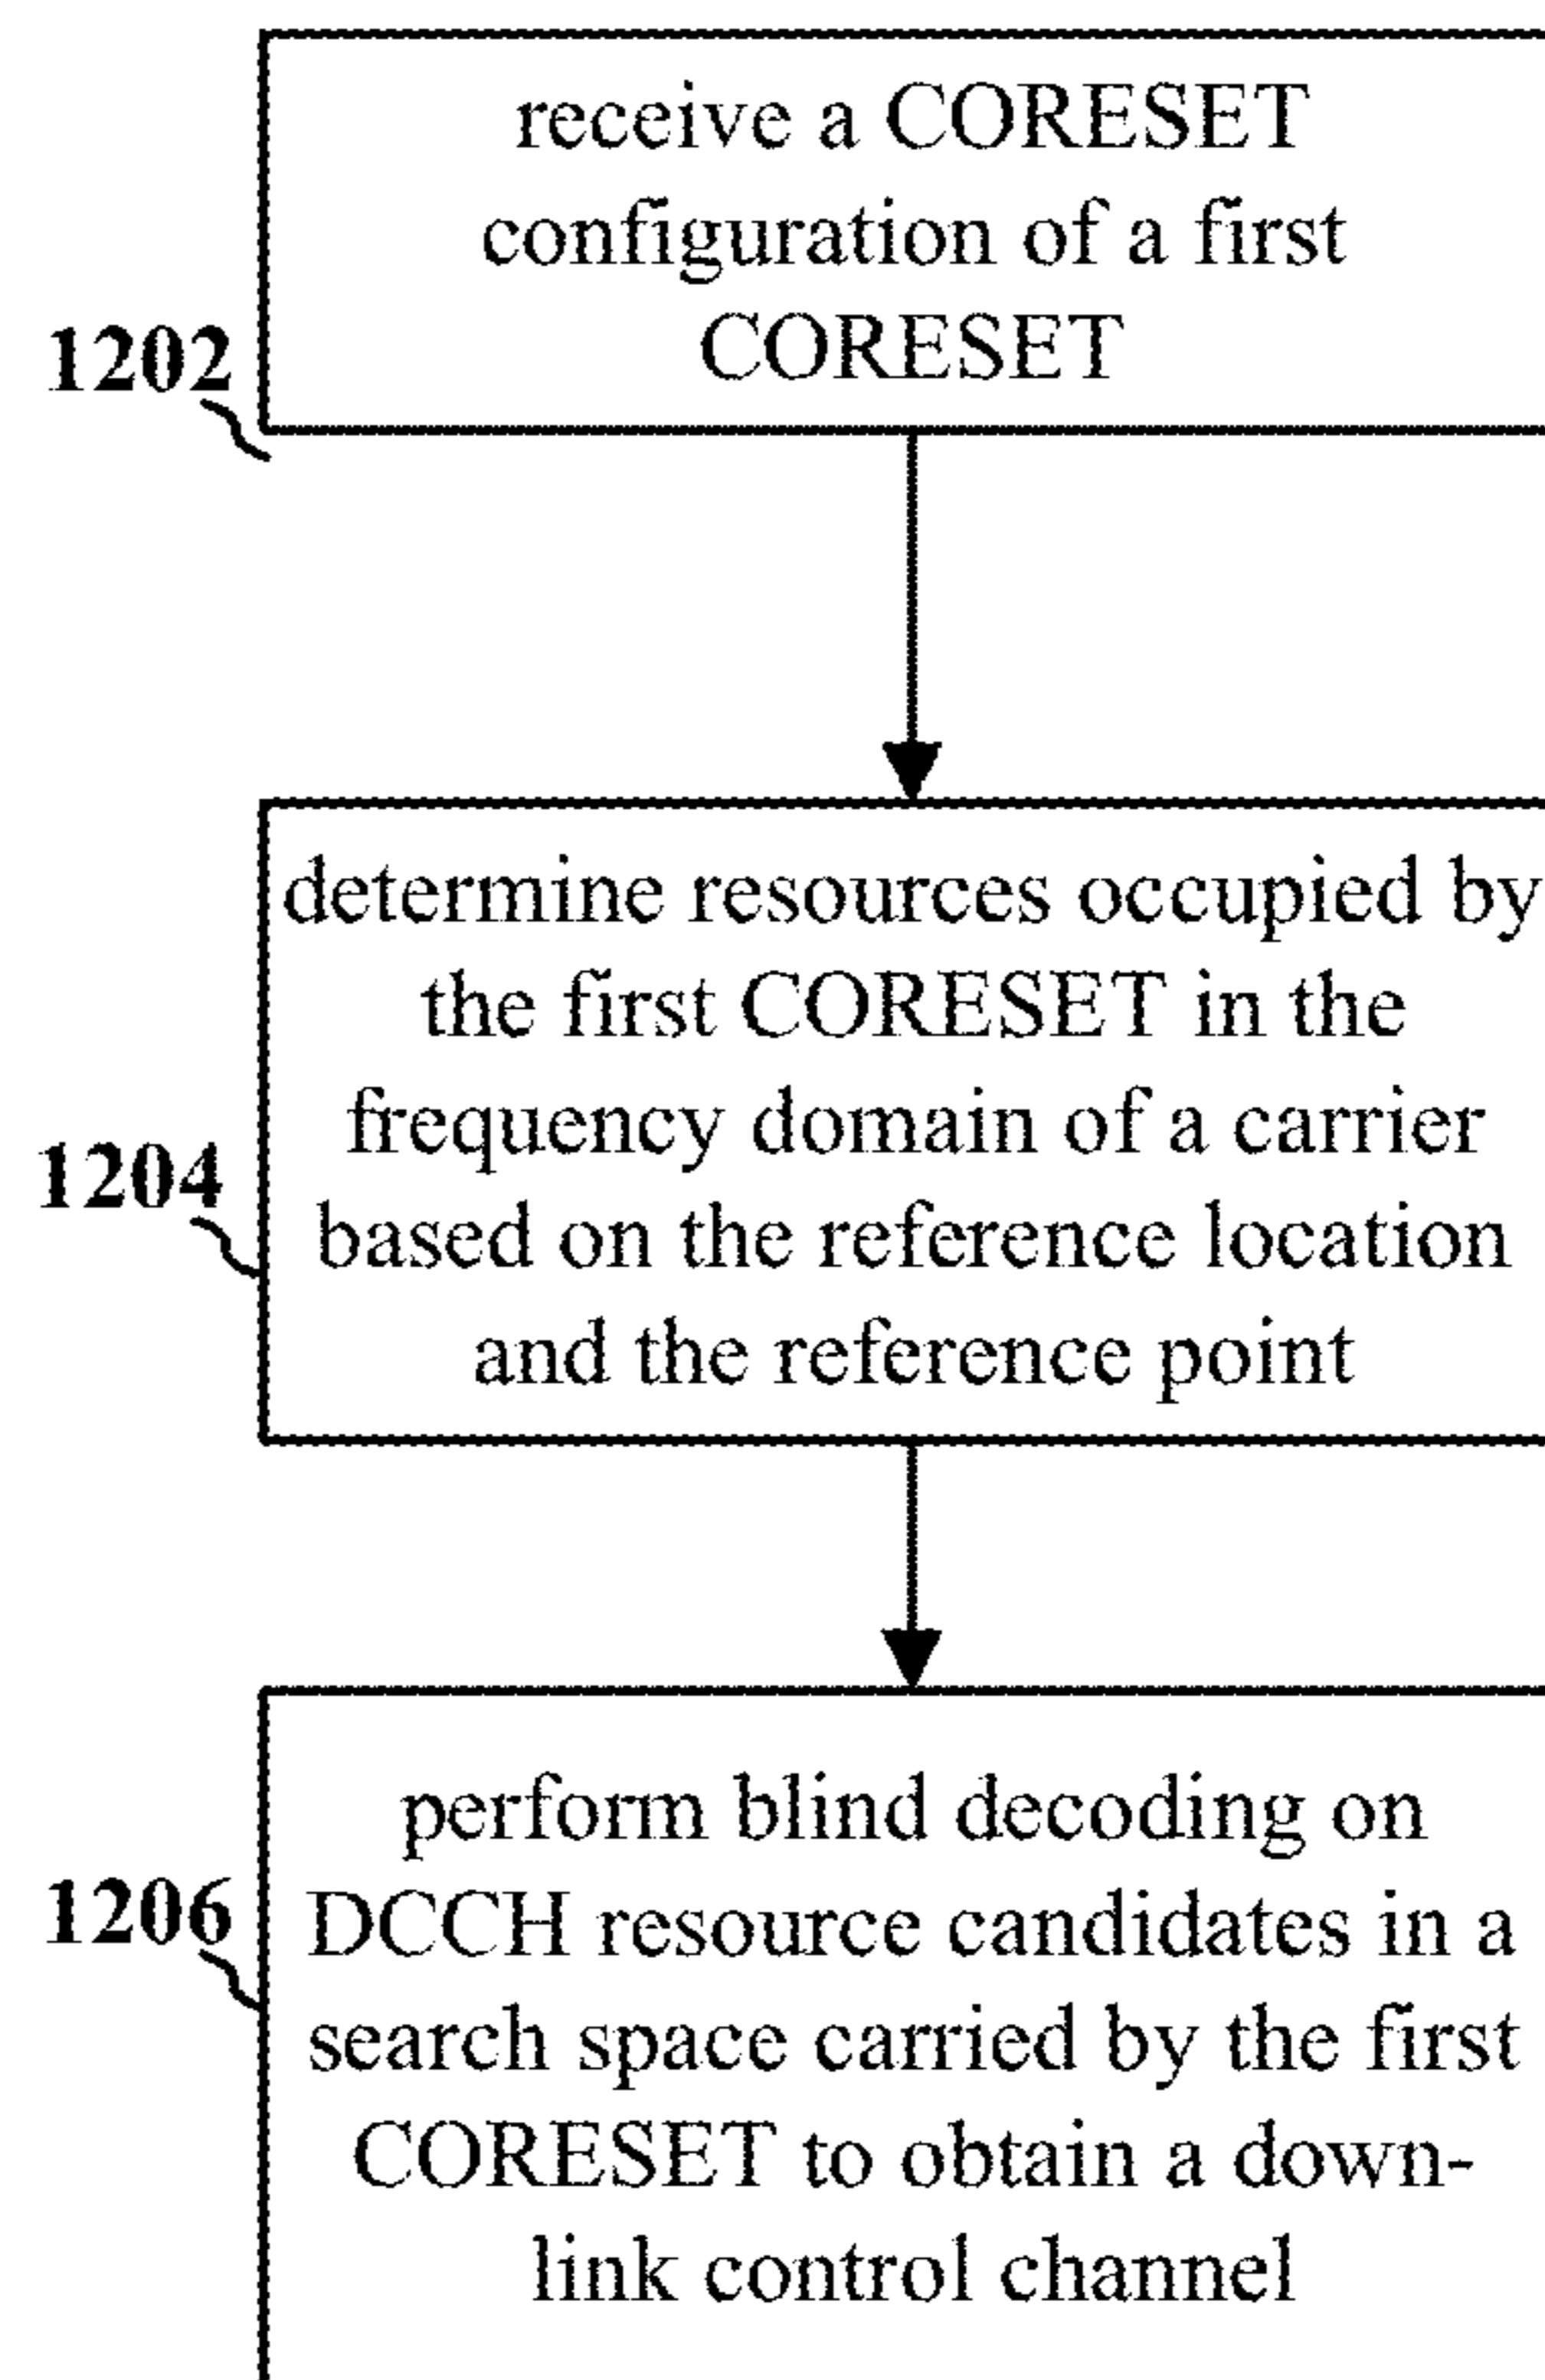 receive a CORESET
configuration of a first
CORESET
1202
determine resources occupied by
the first CORESET in the
frequency domain of a carrier
based on the reference location
and the reference point
1204
perform blind decoding on
DCCH resource candidates in a
search space carried by the first
CORESET to obtain a down-
link control channel
1206